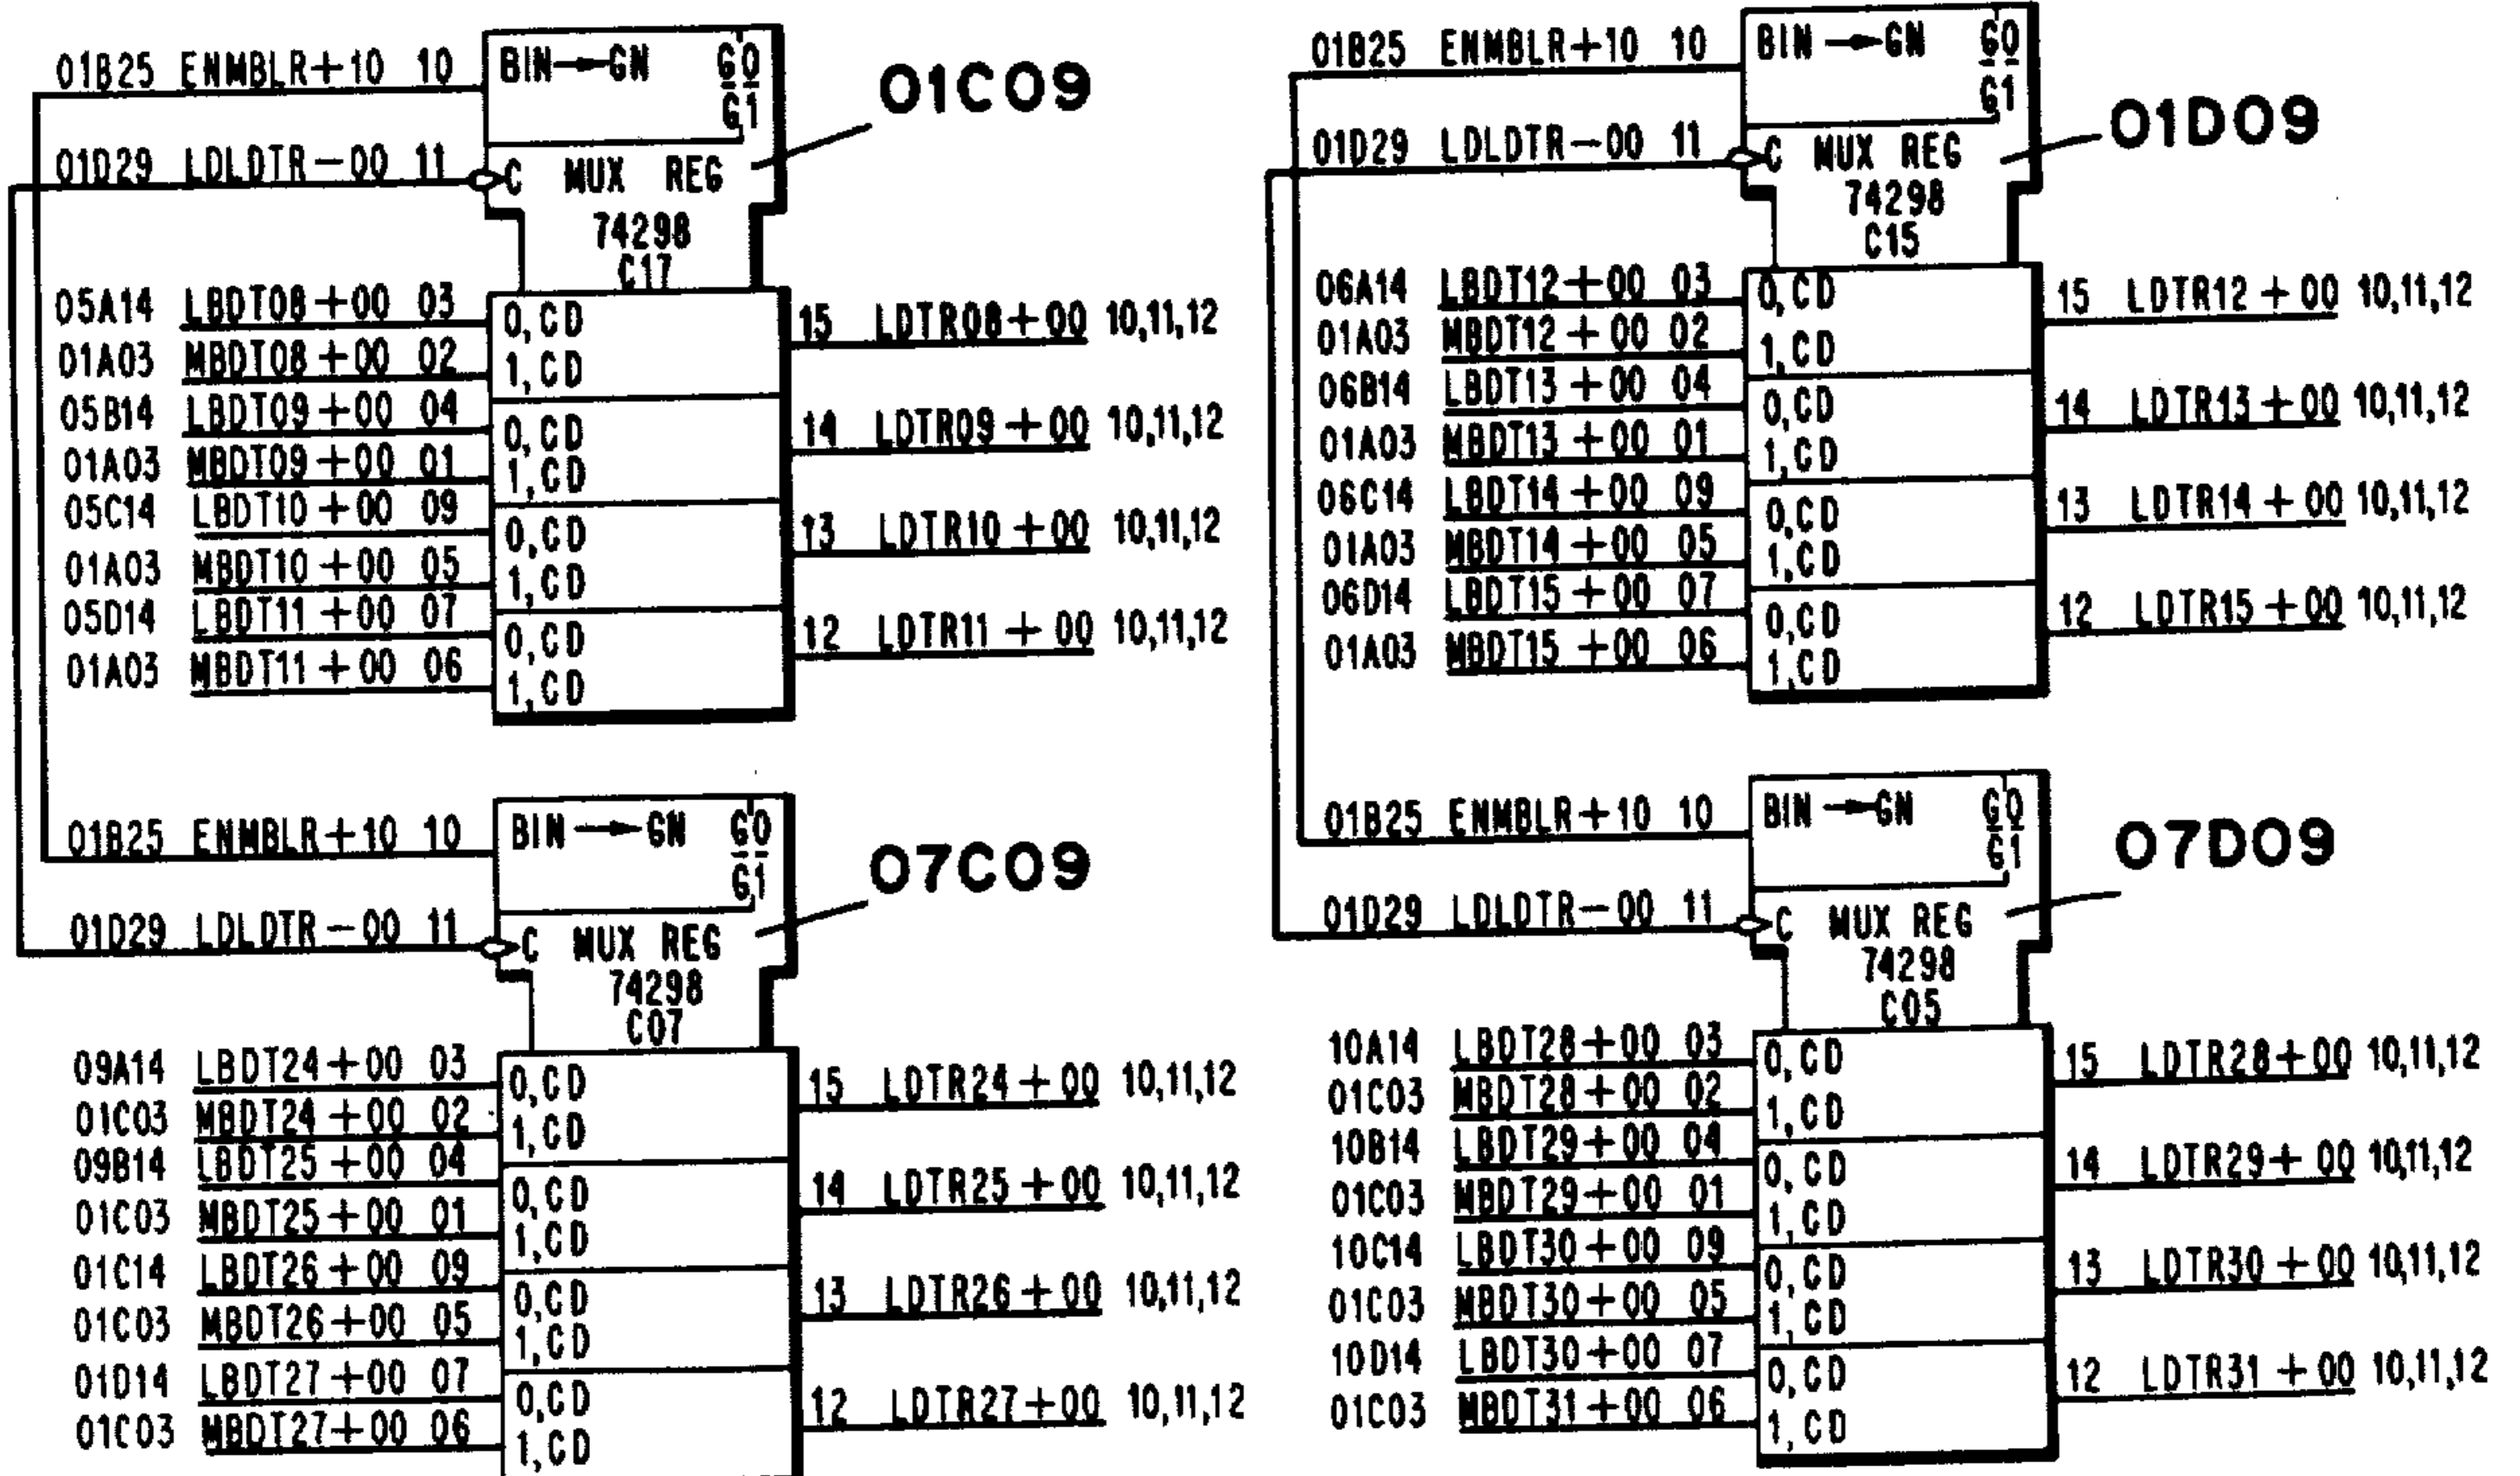 01B25 ENMBLR+10 10
BIN→GN G0
G1
01C09
01D29 LDLDTR-00 11
C MUX REG
74298
C17
05A14 LBDT08+00 03
0,CD
15 LDTR08+00 10,11,12
01A03 MBDT08+00 02
1,CD
05B14 LBDT09+00 04
0,CD
14 LDTR09+00 10,11,12
01A03 MBDT09+00 01
1,CD
05C14 LBDT10+00 09
0,CD
13 LDTR10+00 10,11,12
01A03 MBDT10+00 05
1,CD
05D14 LBDT11+00 07
0,CD
12 LDTR11+00 10,11,12
01A03 MBDT11+00 06
1,CD
01B25 ENMBLR+10 10
BIN→GN G0
G1
07C09
01D29 LDLDTR-00 11
C MUX REG
74298
C07
09A14 LBDT24+00 03
0,CD
15 LDTR24+00 10,11,12
01C03 MBDT24+00 02
1,CD
09B14 LBDT25+00 04
0,CD
14 LDTR25+00 10,11,12
01C03 MBDT25+00 01
1,CD
01C14 LBDT26+00 09
0,CD
13 LDTR26+00 10,11,12
01C03 MBDT26+00 05
1,CD
01D14 LBDT27+00 07
0,CD
12 LDTR27+00 10,11,12
01C03 MBDT27+00 06
1,CD
01B25 ENMBLR+10 10
BIN→GN G0
G1
01D09
01D29 LDLDTR-00 11
C MUX REG
74298
C15
06A14 LBDT12+00 03
0,CD
15 LDTR12+00 10,11,12
01A03 MBDT12+00 02
1,CD
06B14 LBDT13+00 04
0,CD
14 LDTR13+00 10,11,12
01A03 MBDT13+00 01
1,CD
06C14 LBDT14+00 09
0,CD
13 LDTR14+00 10,11,12
01A03 MBDT14+00 05
1,CD
06D14 LBDT15+00 07
0,CD
12 LDTR15+00 10,11,12
01A03 MBDT15+00 06
1,CD
01B25 ENMBLR+10 10
BIN→GN G0
G1
07D09
01D29 LDLDTR-00 11
C MUX REG
74298
C05
10A14 LBDT28+00 03
0,CD
15 LDTR28+00 10,11,12
01C03 MBDT28+00 02
1,CD
10B14 LBDT29+00 04
0,CD
14 LDTR29+00 10,11,12
01C03 MBDT29+00 01
1,CD
10C14 LBDT30+00 09
0,CD
13 LDTR30+00 10,11,12
01C03 MBDT30+00 05
1,CD
10D14 LBDT30+00 07
0,CD
12 LDTR31+00 10,11,12
01C03 MBDT31+00 06
1,CD